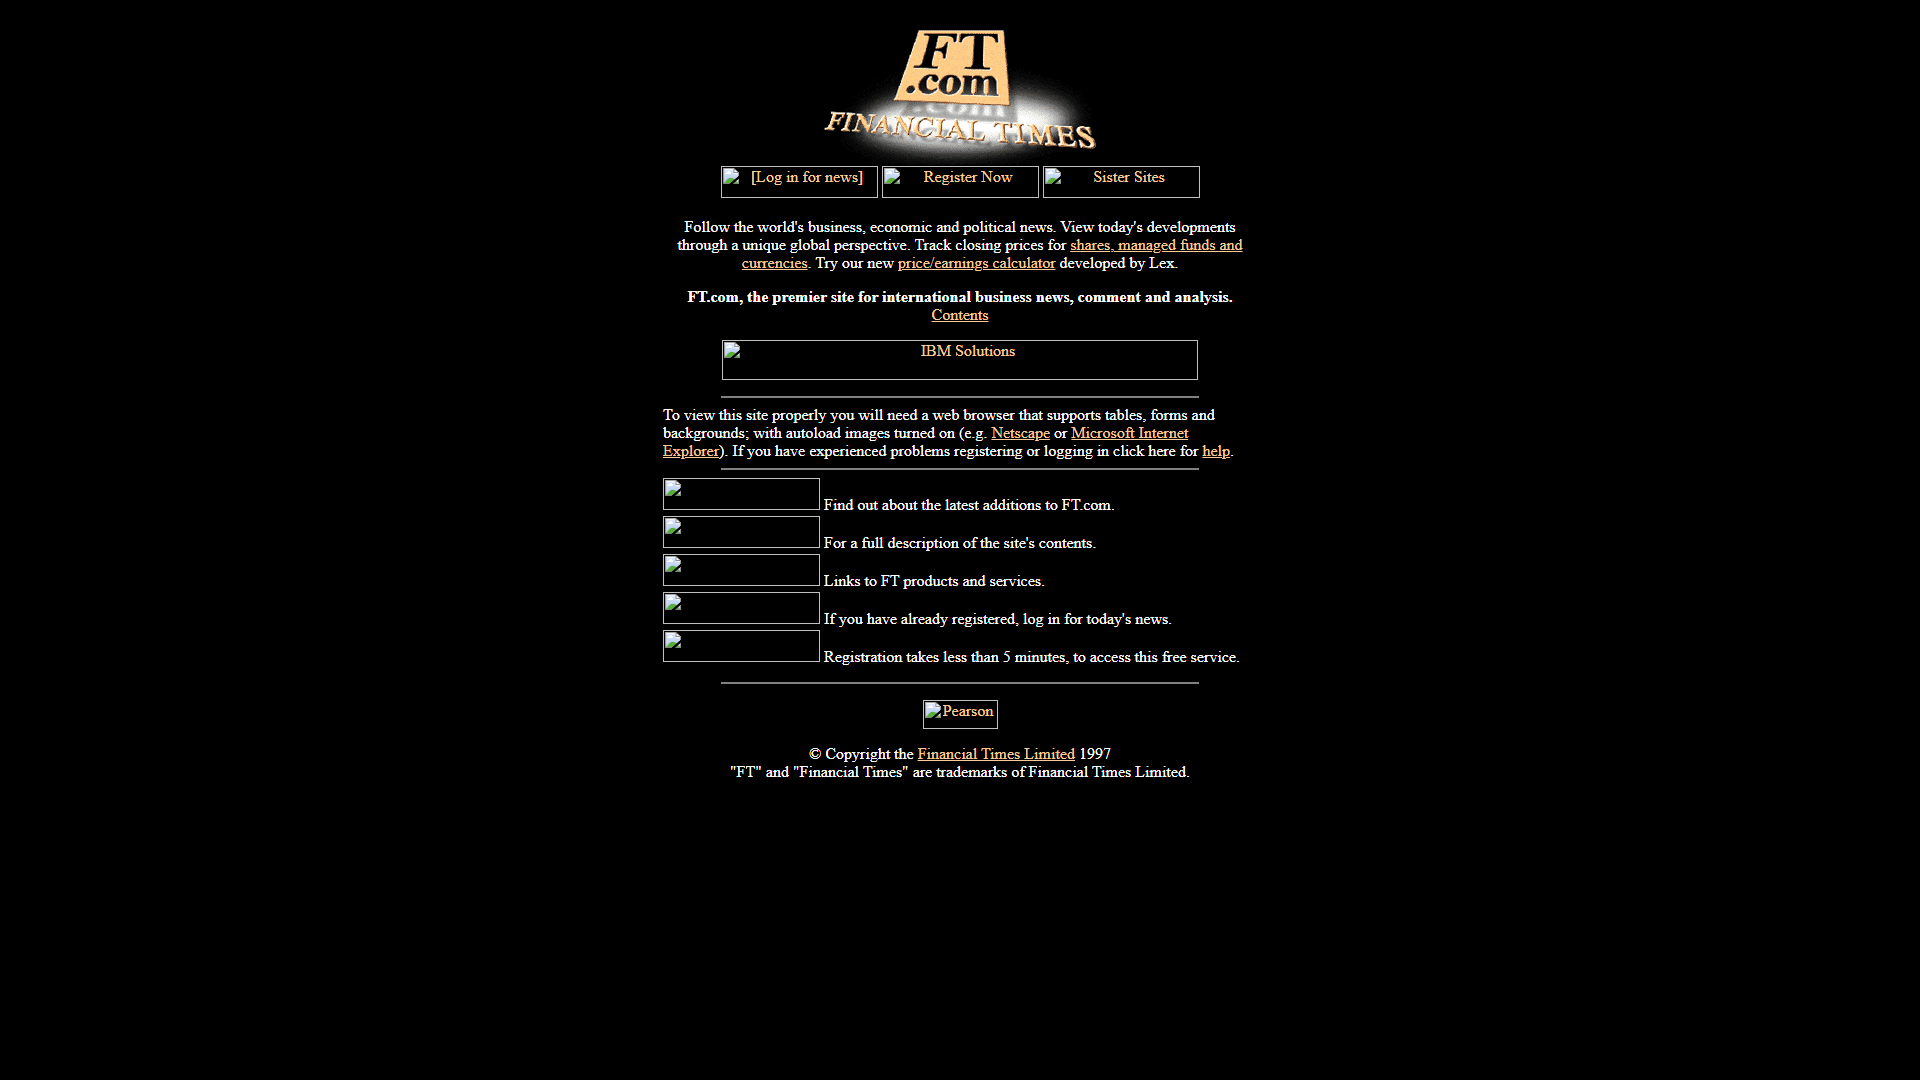 FT
.com
FINANCIAL TIMES
[Log in for news] Register Now Sister Sites
Follow the world's business, economic and political news. View today's developments
through a unique global perspective. Track closing prices for shares, managed funds and
currencies. Try our new price/earnings calculator developed by Lex.
FT.com, the premier site for international business news, comment and analysis.
Contents
IBM Solutions
To view this site properly you will need a web browser that supports tables, forms and
backgrounds; with autoload images turned on (e.g. Netscape or Microsoft Internet
Explorer). If you have experienced problems registering or logging in click here for help.
Find out about the latest additions to FT.com.
For a full description of the site's contents.
Links to FT products and services.
If you have already registered, log in for today's news.
Registration takes less than 5 minutes, to access this free service.
Pearson
© Copyright the Financial Times Limited 1997
"FT" and "Financial Times" are trademarks of Financial Times Limited.